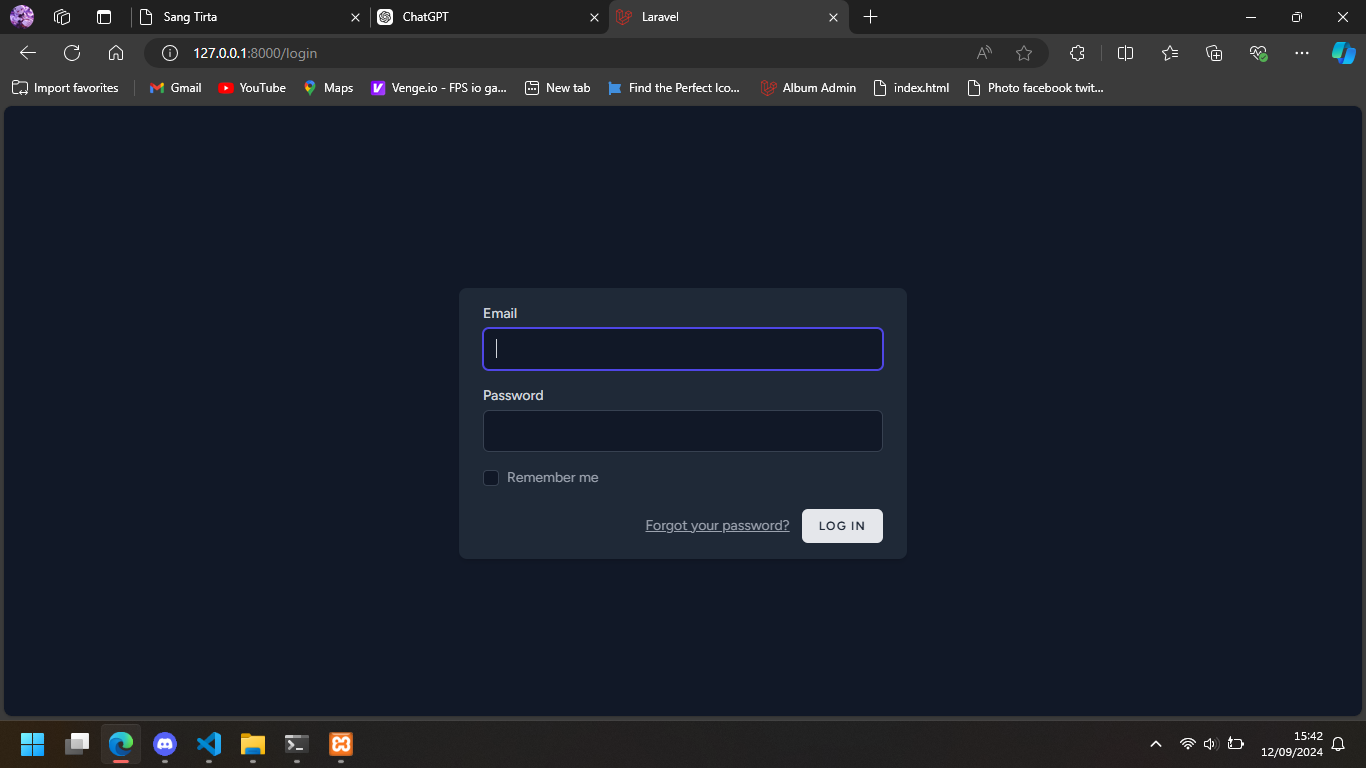 Sang Tirta
ChatGPT
Laravel
127.0.0.1:8000/login
Import favorites
Gmail
YouTube
Maps
Venge.io - FPS io ga...
New tab
Find the Perfect Ico...
Album Admin
index.html
Photo facebook twit...
Email
Password
Remember me
Forgot your password?
LOG IN
15:42
12/09/2024